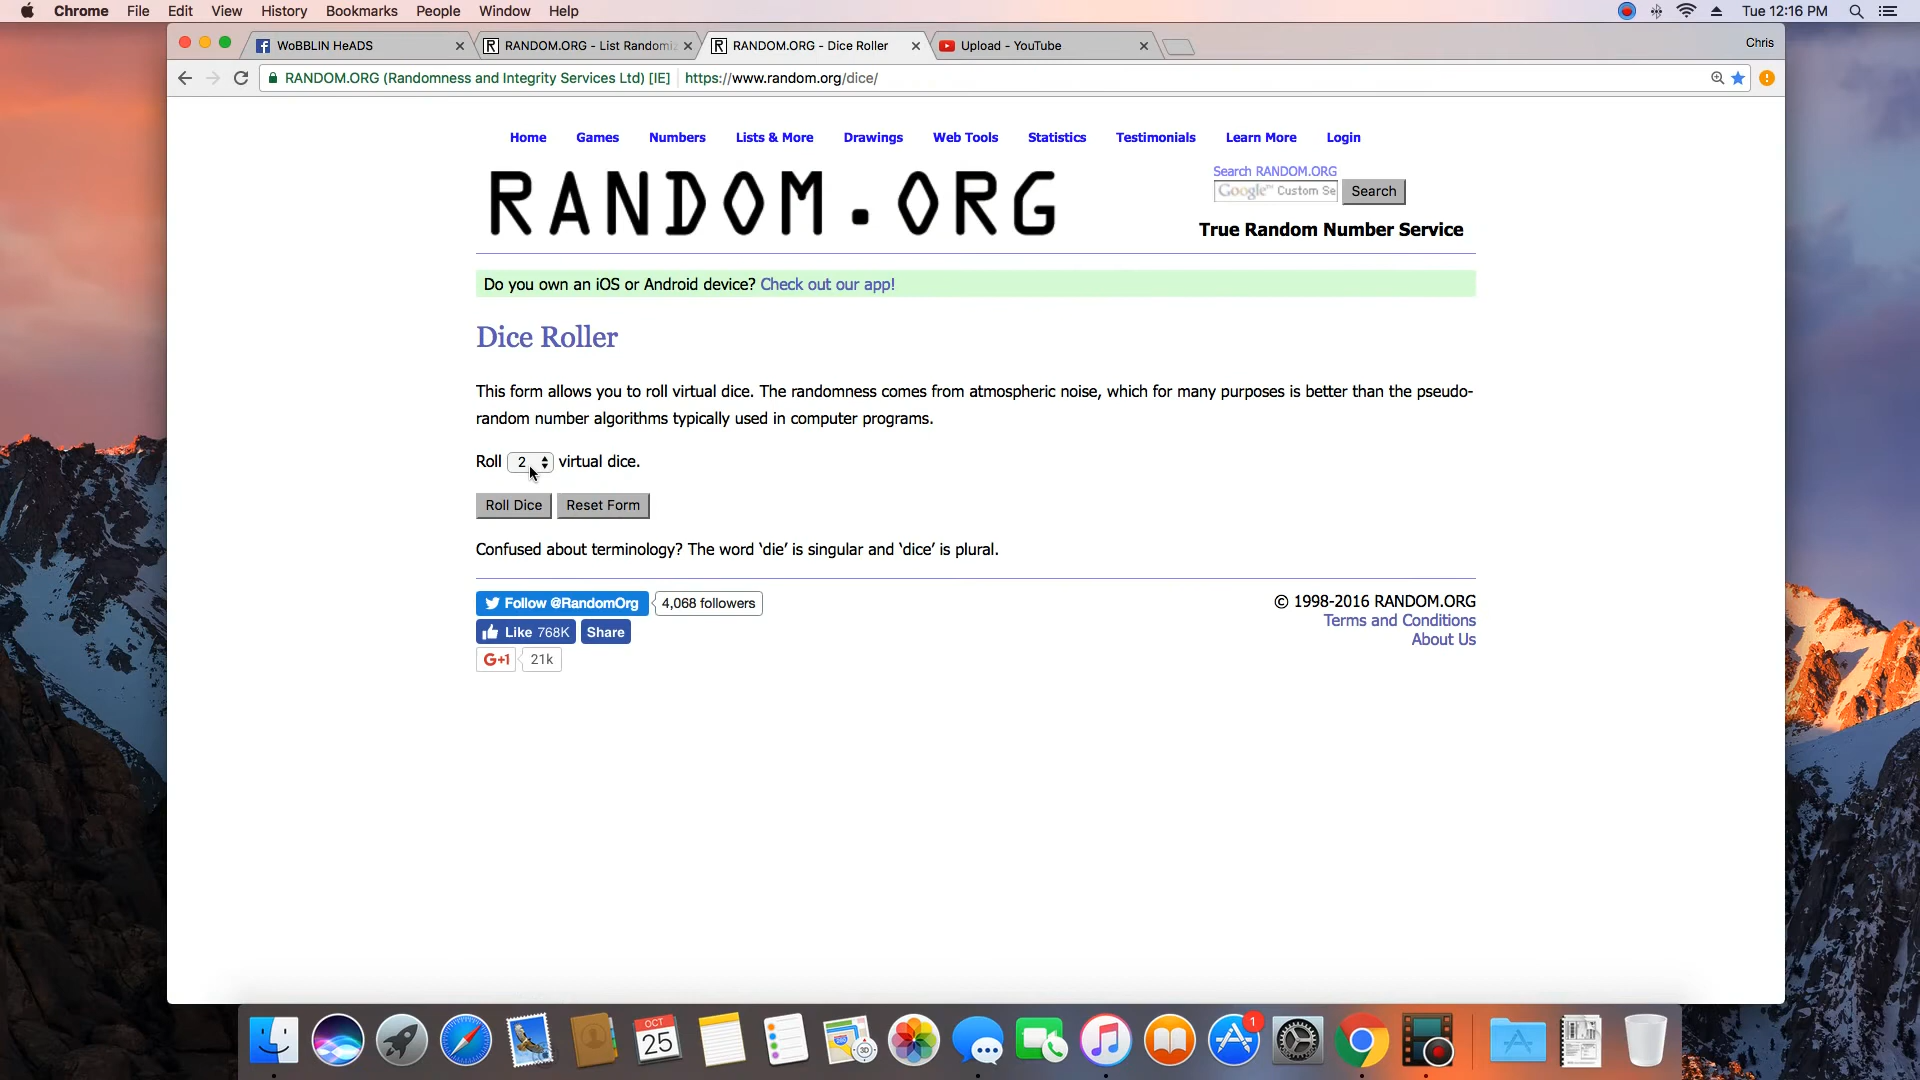 Chrome File Edit View History Bookmarks People Window Help Tue 12:16 PM
WoBBLIN HeADS RANDOM.ORG - List Randomiz RANDOM.ORG - Dice Roller Upload - YouTube Chris
RANDOM.ORG (Randomness and Integrity Services Ltd) [IE] https://www.random.org/dice/
Home Games Numbers Lists & More Drawings Web Tools Statistics Testimonials Learn More Login
RANDOM.ORG
Search RANDOM.ORG
Google™ Custom Se Search
True Random Number Service
Do you own an iOS or Android device? Check out our app!
Dice Roller
This form allows you to roll virtual dice. The randomness comes from atmospheric noise, which for many purposes is better than the pseudo-
random number algorithms typically used in computer programs.
Roll 2 virtual dice.
Roll Dice Reset Form
Confused about terminology? The word ‘die’ is singular and ‘dice’ is plural.
Follow @RandomOrg 4,068 followers
Like 768K Share
G+1 21k
© 1998-2016 RANDOM.ORG
Terms and Conditions
About Us
OCT
25
3D
1